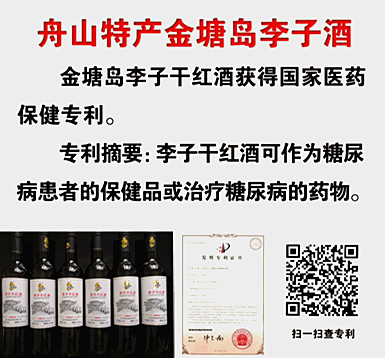 舟山特产金塘岛李子酒
金塘岛李子干红酒获得国家医药
保健专利。
专利摘要：李子干红酒可作为糖尿
病患者的保健品或治疗糖尿病的药物。
发明专利证书
扫一扫查专利